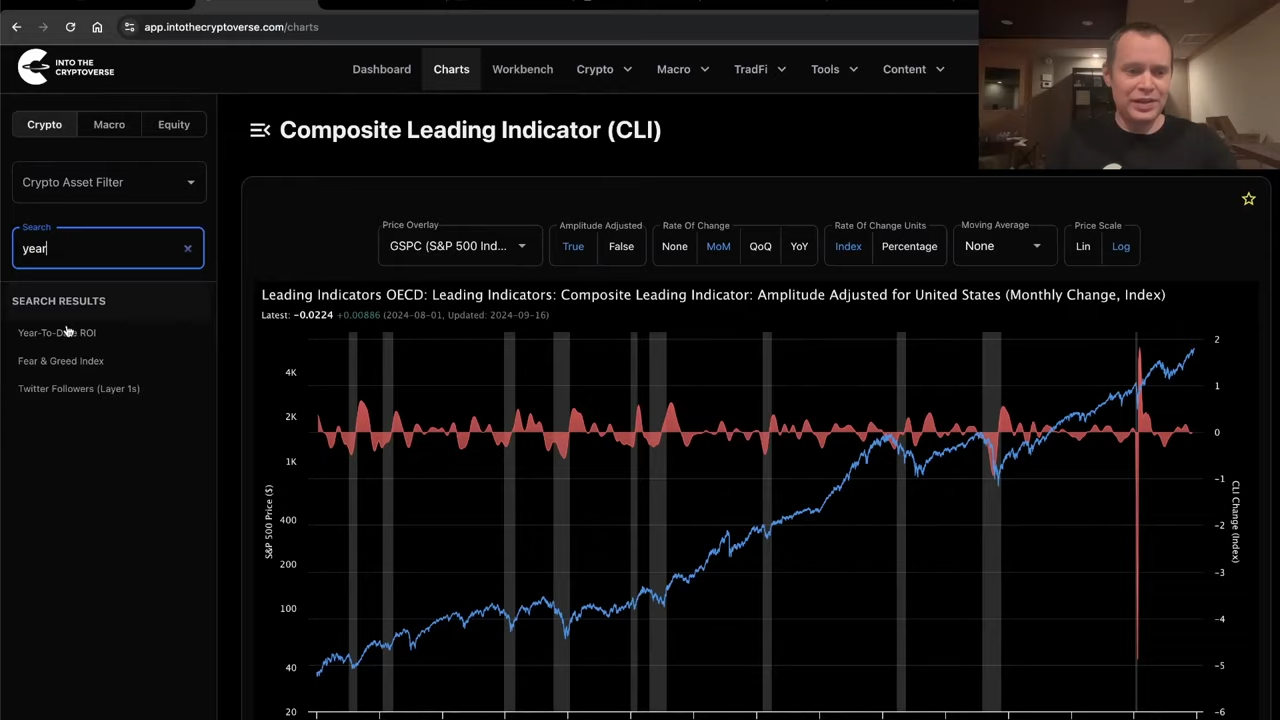 app.intothecryptoverse.com/charts
INTO THE
CRYPTOVERSE
Dashboard
Charts
Workbench
Crypto
Macro
TradFi
Tools
Content
Crypto
Macro
Equity
Composite Leading Indicator (CLI)
Crypto Asset Filter
Search
year
SEARCH RESULTS
Year-To-Date ROI
Fear & Greed Index
Twitter Followers (Layer 1s)
Price Overlay
GSPC (S&P 500 Ind...
Amplitude Adjusted
True
False
Rate Of Change
None
MoM
QoQ
YoY
Rate Of Change Units
Index
Percentage
Moving Average
None
Price Scale
Lin
Log
Leading Indicators OECD: Leading Indicators: Composite Leading Indicator: Amplitude Adjusted for United States (Monthly Change, Index)
Latest: −0.0224 +0.00886 (2024-08-01, Updated: 2024-09-16)
4K
2K
1K
400
200
100
40
20
S&P 500 Price ($)
2
1
0
−1
−2
−3
−4
−5
−6
CLI Change (Index)